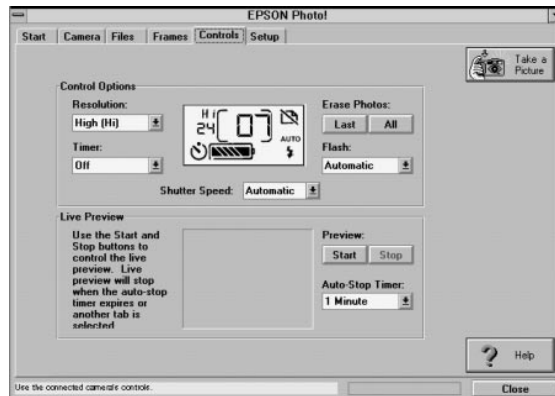 EPSON Photo!
Start Camera Files Frames Controls Setup
Take a
Picture
Control Options
Resolution:
High (Hi)
Timer:
Off
Hi
24
07
AUTO
Erase Photos:
Last All
Flash:
Automatic
Shutter Speed: Automatic
Live Preview
Use the Start and
Stop buttons to
control the live
preview. Live
preview will stop
when the auto-stop
timer expires or
another tab is
selected
Preview:
Start Stop
Auto-Stop Timer:
1 Minute
? Help
Use the connected camera's controls.
Close